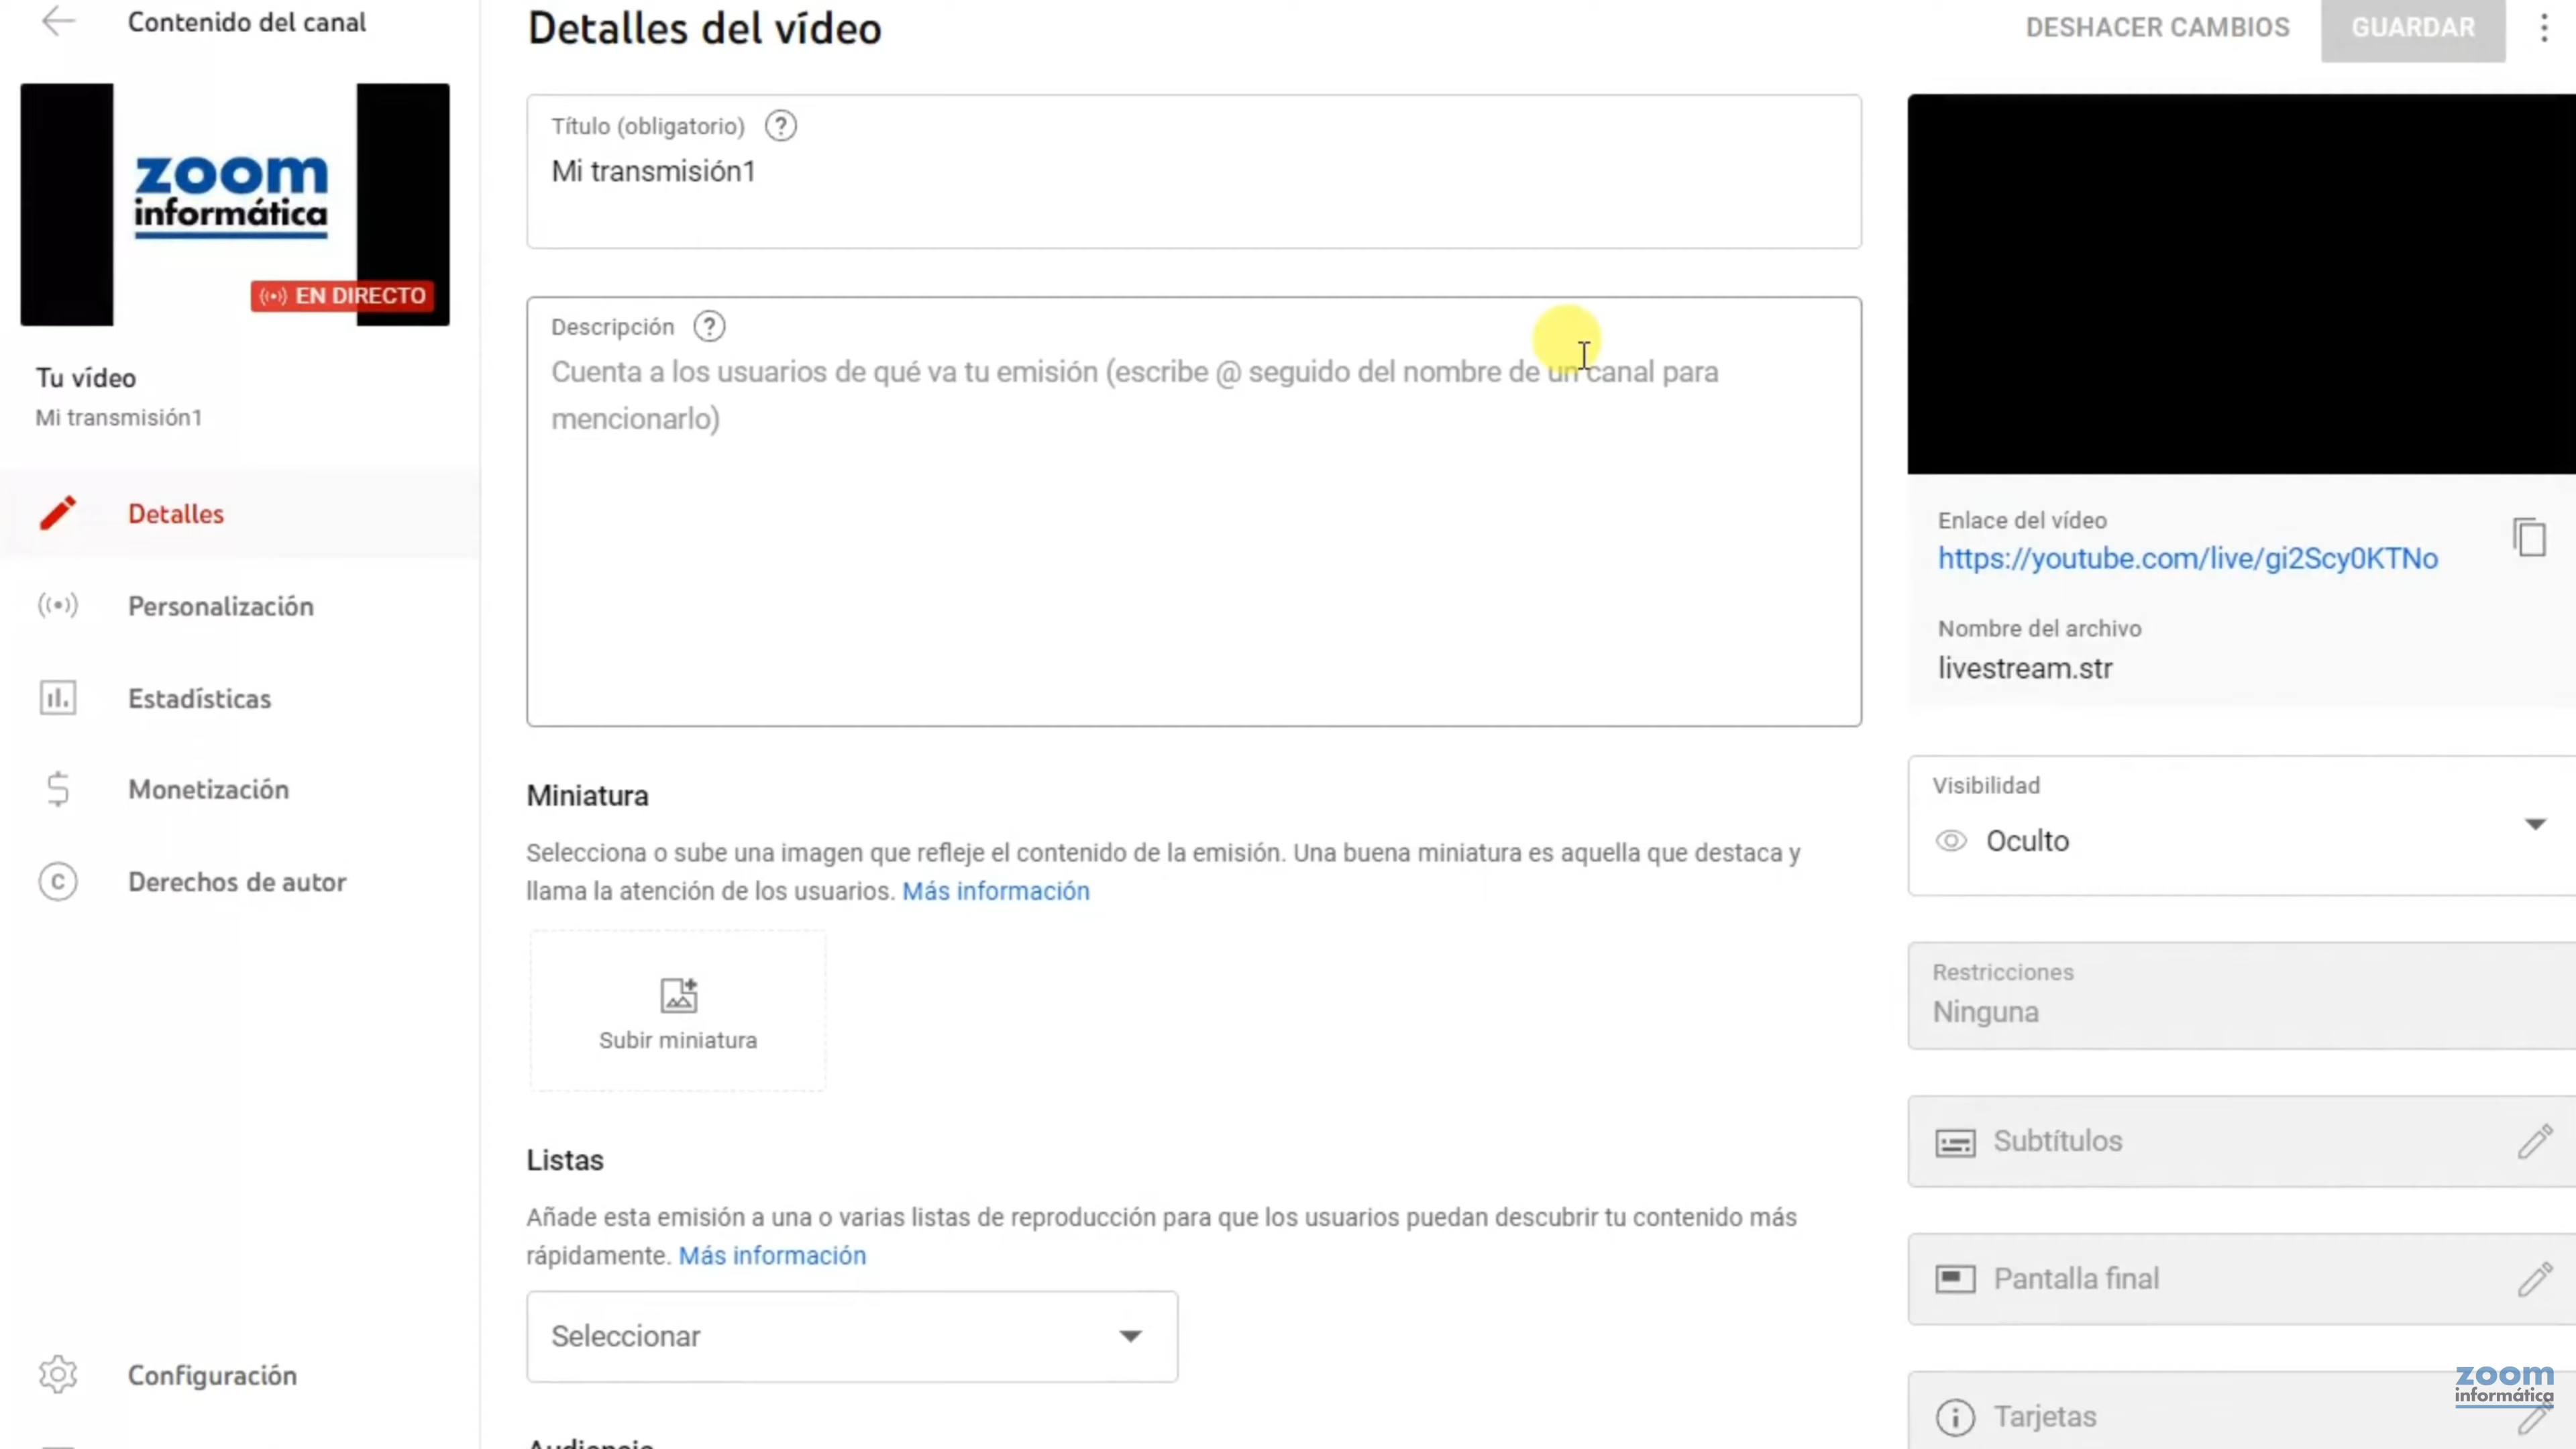 Contenido del canal
zoom
informática
EN DIRECTO
Tu vídeo
Mi transmisión1
Detalles
Personalización
Estadísticas
Monetización
Derechos de autor
Configuración
Detalles del vídeo
DESHACER CAMBIOS
GUARDAR
Título (obligatorio)
Mi transmisión1
Descripción
Cuenta a los usuarios de qué va tu emisión (escribe @ seguido del nombre de un canal para
mencionarlo)
Miniatura
Selecciona o sube una imagen que refleje el contenido de la emisión. Una buena miniatura es aquella que destaca y
llama la atención de los usuarios. Más información
Subir miniatura
Listas
Añade esta emisión a una o varias listas de reproducción para que los usuarios puedan descubrir tu contenido más
rápidamente. Más información
Seleccionar
Enlace del vídeo
https://youtube.com/live/gi2Scy0KTNo
Nombre del archivo
livestream.str
Visibilidad
Oculto
Restricciones
Ninguna
Subtítulos
Pantalla final
Tarjetas
zoom
informática